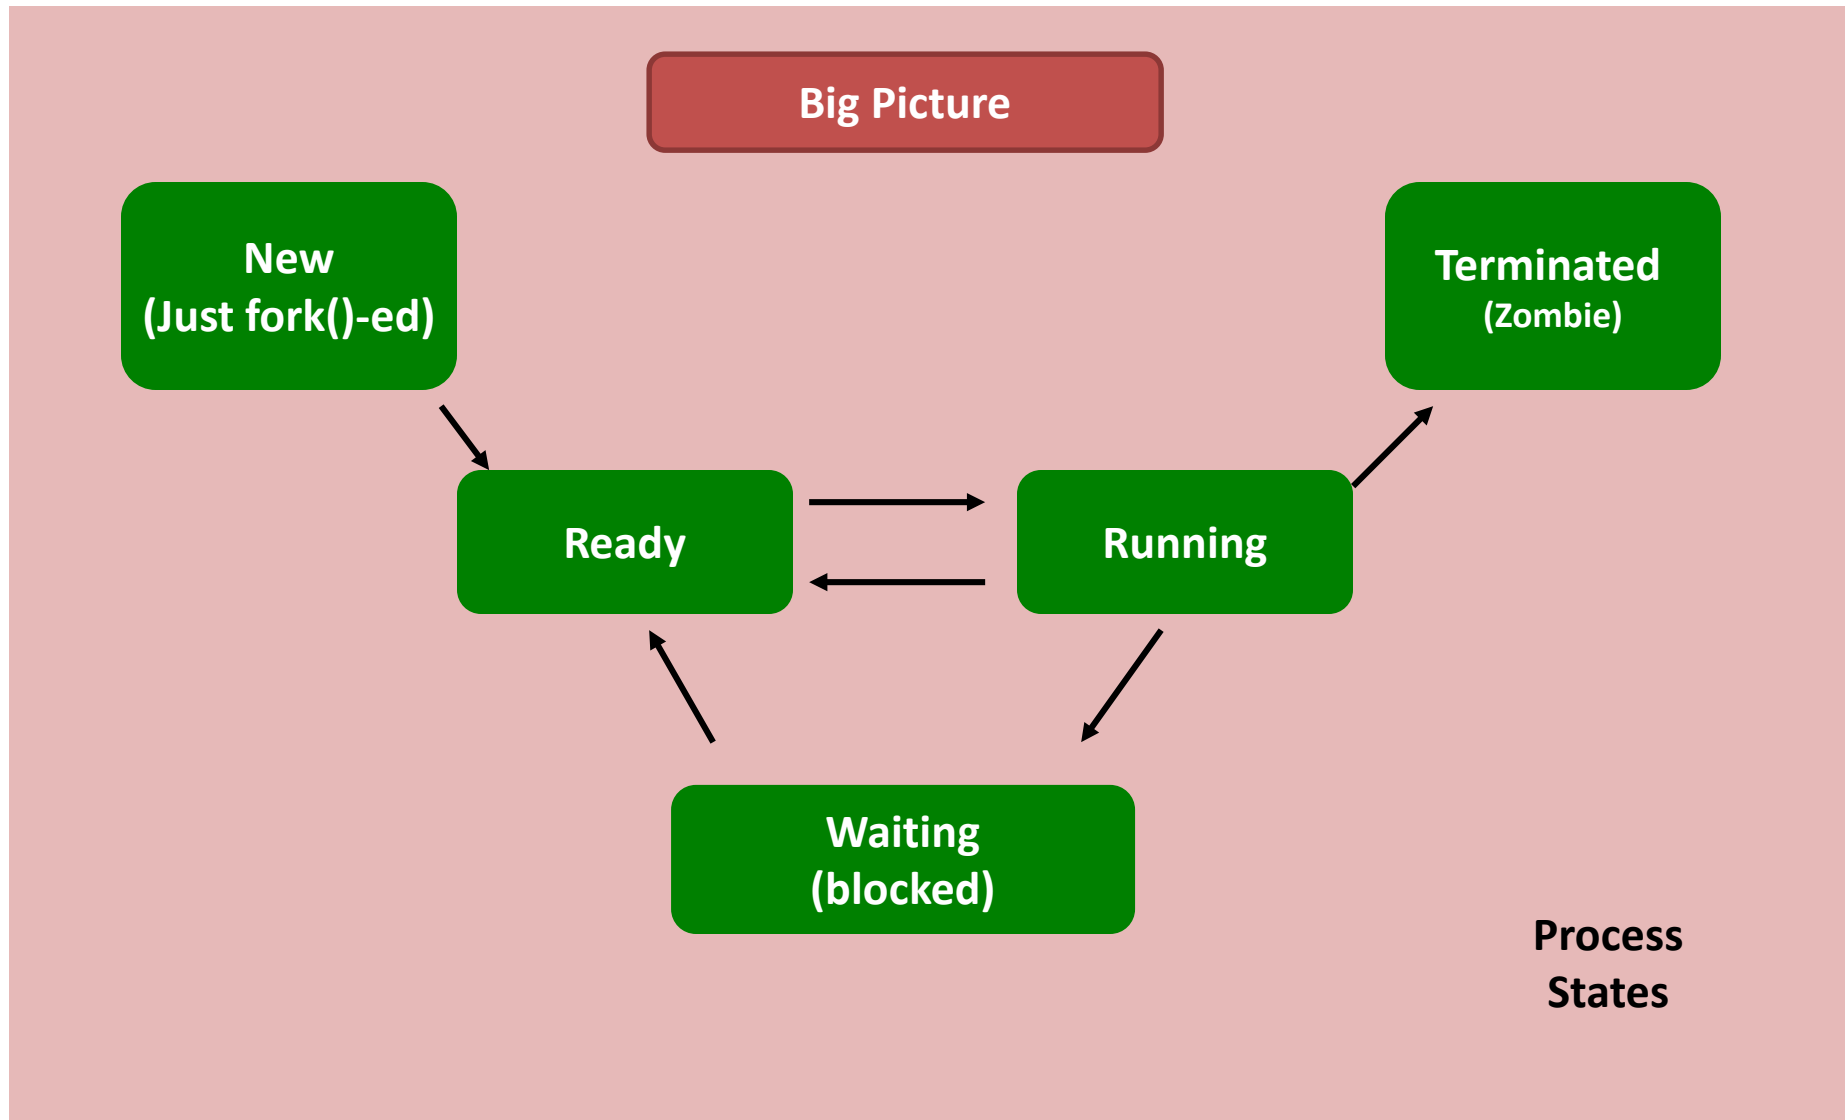 Big Picture
New
(Just fork()-ed)
Terminated
(Zombie)
Ready
Running
Waiting
(blocked)
Process
States